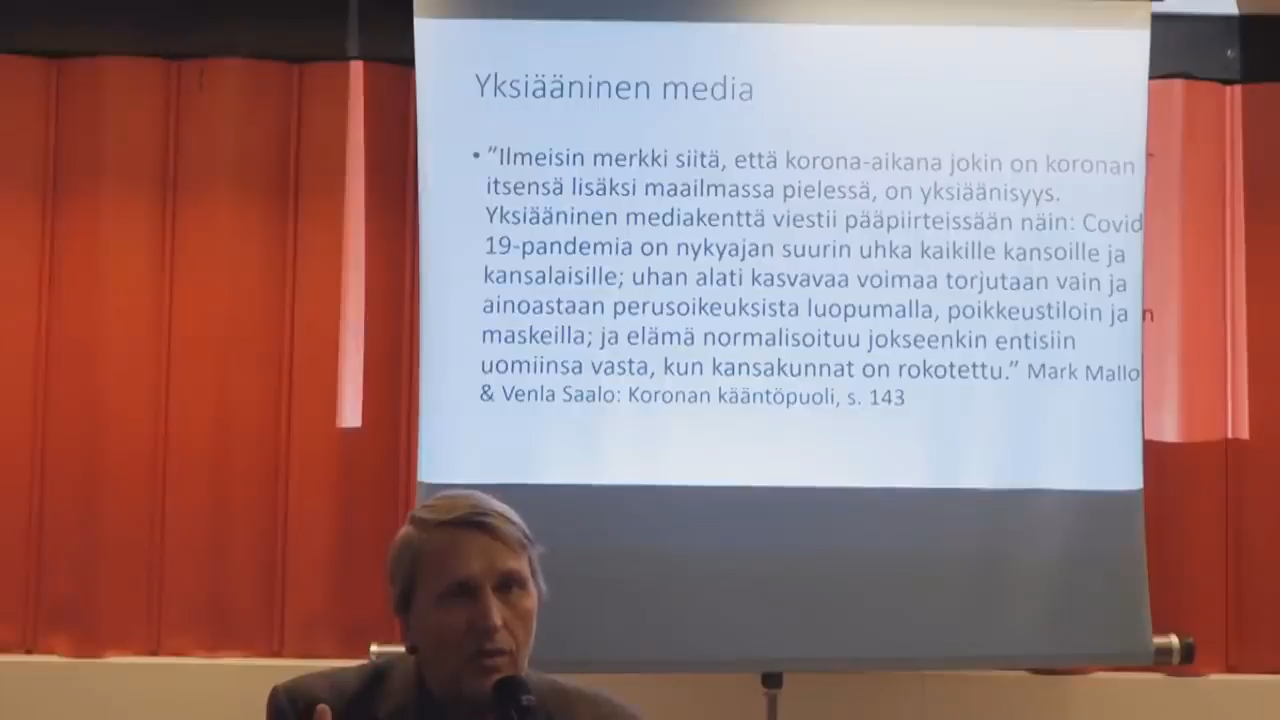 Yksiääninen media
• ”Ilmeisin merkki siitä, että korona-aikana jokin on koronan
itsensä lisäksi maailmassa pielessä, on yksiäänisyys.
Yksiääninen mediakenttä viestii pääpiirteissään näin: Covid
19-pandemia on nykyajan suurin uhka kaikille kansoille ja
kansalaisille; uhan alati kasvavaa voimaa torjutaan vain ja
ainoastaan perusoikeuksista luopumalla, poikkeustiloin ja n
maskeilla; ja elämä normalisoituu jokseenkin entisiin
uomiinsa vasta, kun kansakunnat on rokotettu.” Mark Mallo
& Venla Saalo: Koronan kääntöpuoli, s. 143